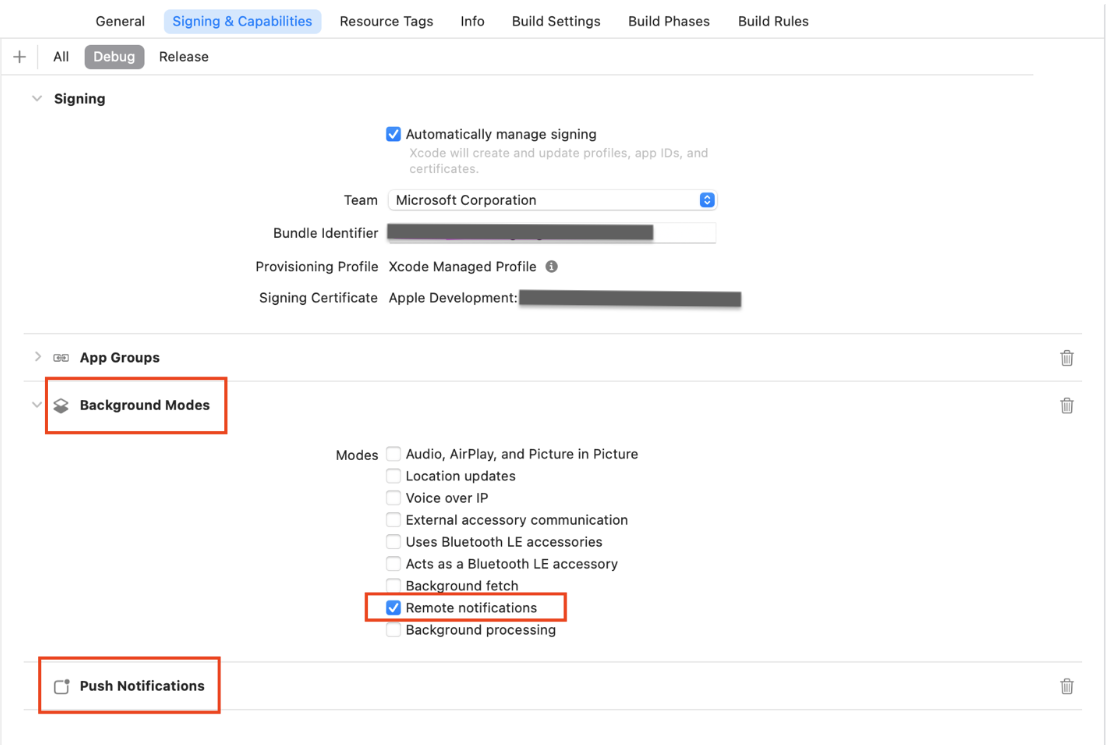 General Signing & Capabilities Resource Tags Info Build Settings Build Phases Build Rules
+ All Debug Release
Signing
Automatically manage signing
Xcode will create and update profiles, app IDs, and
certificates.
Team Microsoft Corporation
Bundle Identifier
Provisioning Profile Xcode Managed Profile
Signing Certificate Apple Development:
App Groups
Background Modes
Modes Audio, AirPlay, and Picture in Picture
Location updates
Voice over IP
External accessory communication
Uses Bluetooth LE accessories
Acts as a Bluetooth LE accessory
Background fetch
Remote notifications
Background processing
Push Notifications